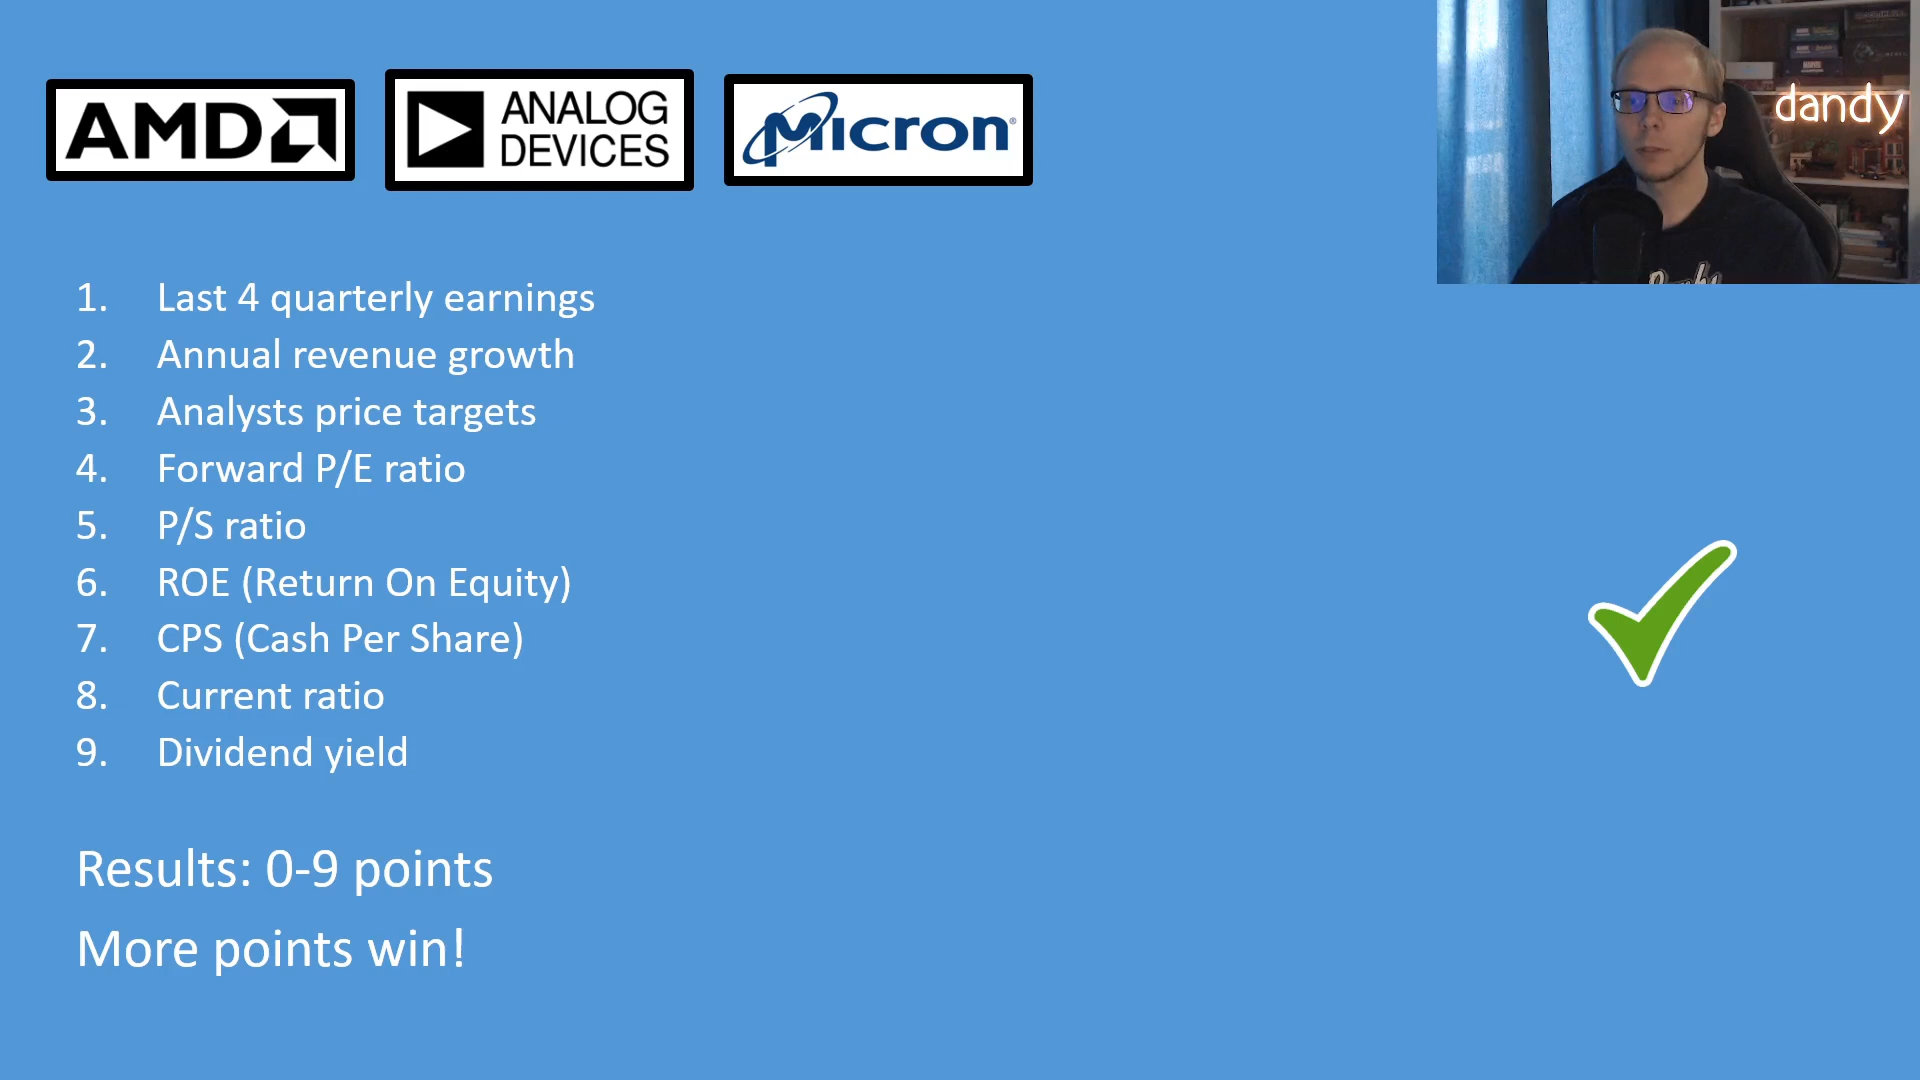 AMD
ANALOG
DEVICES
Micron®
dandy
1. Last 4 quarterly earnings
2. Annual revenue growth
3. Analysts price targets
4. Forward P/E ratio
5. P/S ratio
6. ROE (Return On Equity)
7. CPS (Cash Per Share)
8. Current ratio
9. Dividend yield
Results: 0-9 points
More points win!